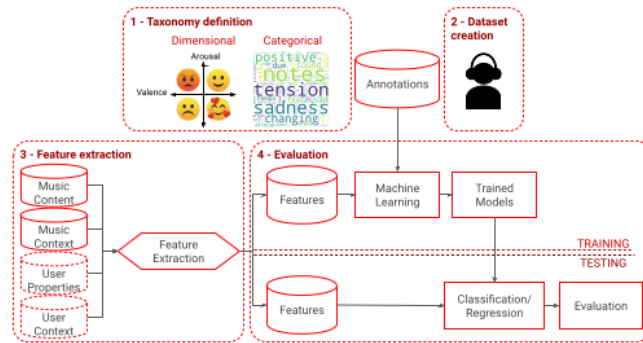 1 - Taxonomy definition
Dimensional
Categorical
Arousal
Valence
positive
due sound
notes
tension
sadness
changing
Annotations
2 - Dataset
creation
3 - Feature extraction
Music
Content
Music
Context
User
Properties
User
Context
Feature
Extraction
4 - Evaluation
Features
Machine
Learning
Trained
Models
TRAINING
TESTING
Features
Classification/
Regression
Evaluation